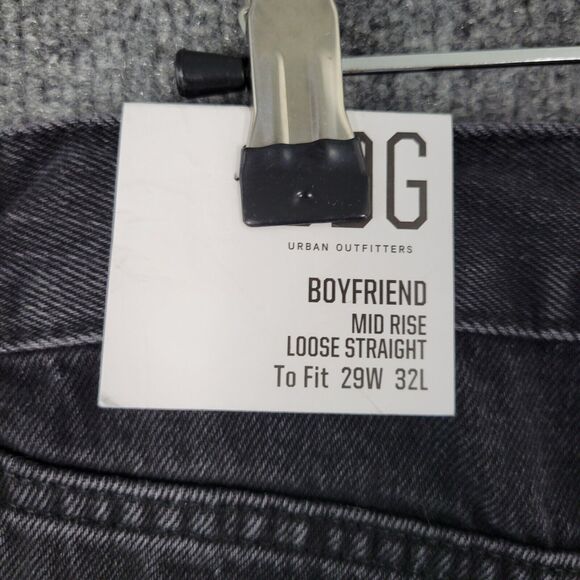 URBAN OUTFITTERS
BOYFRIEND
MID RISE
LOOSE STRAIGHT
To Fit 29W 32L